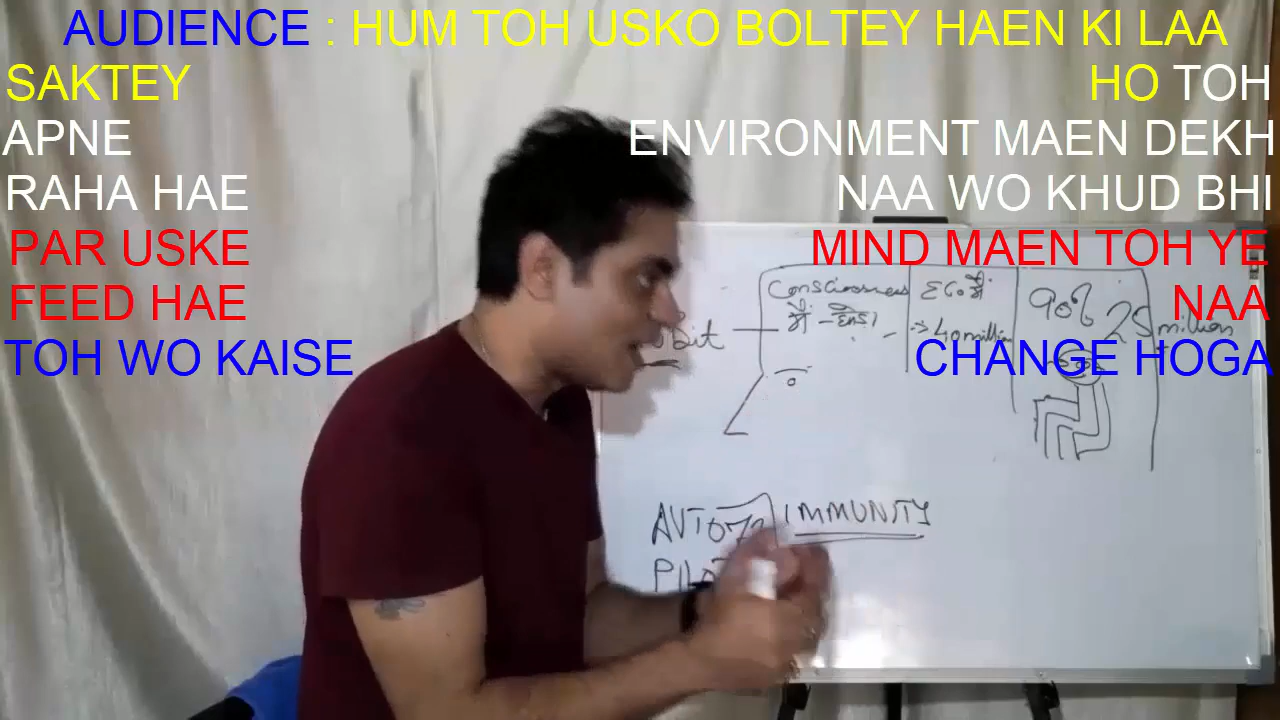 AUDIENCE : HUM TOH USKO BOLTEY HAEN KI LAA
SAKTEY HO TOH
APNE ENVIRONMENT MAEN DEKH
RAHA HAE NAA WO KHUD BHI
PAR USKE MIND MAEN TOH YE
FEED HAE NAA
TOH WO KAISE CHANGE HOGA
Consciousness
90% 25 million
40 million
AUTO IMMUNITY